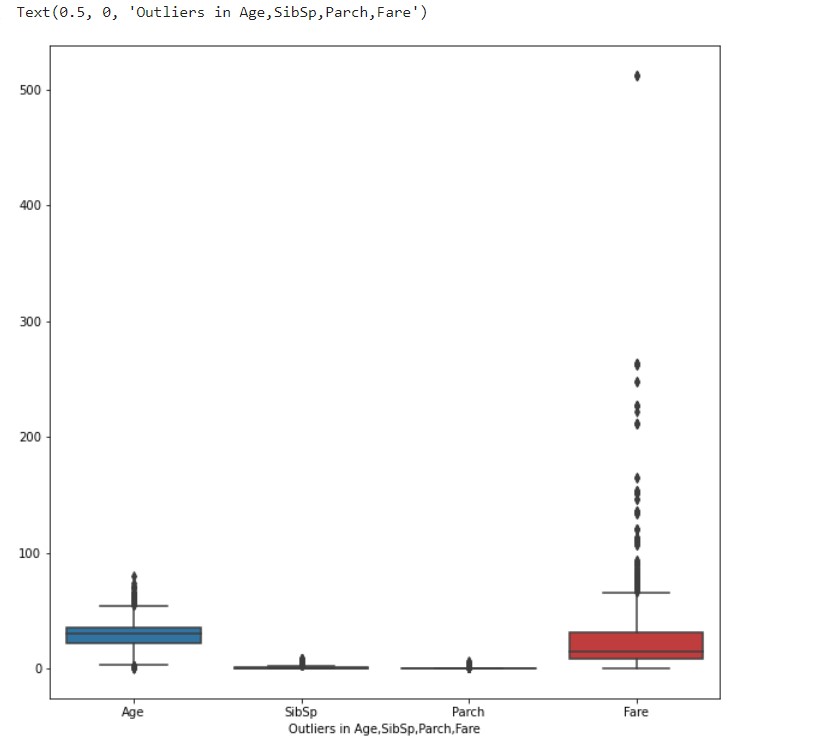 Text(0.5, 0, 'Outliers in Age,SibSp,Parch,Fare')
500
400
300
200
100
0
Age SibSp Parch Fare
Outliers in Age,SibSp,Parch,Fare